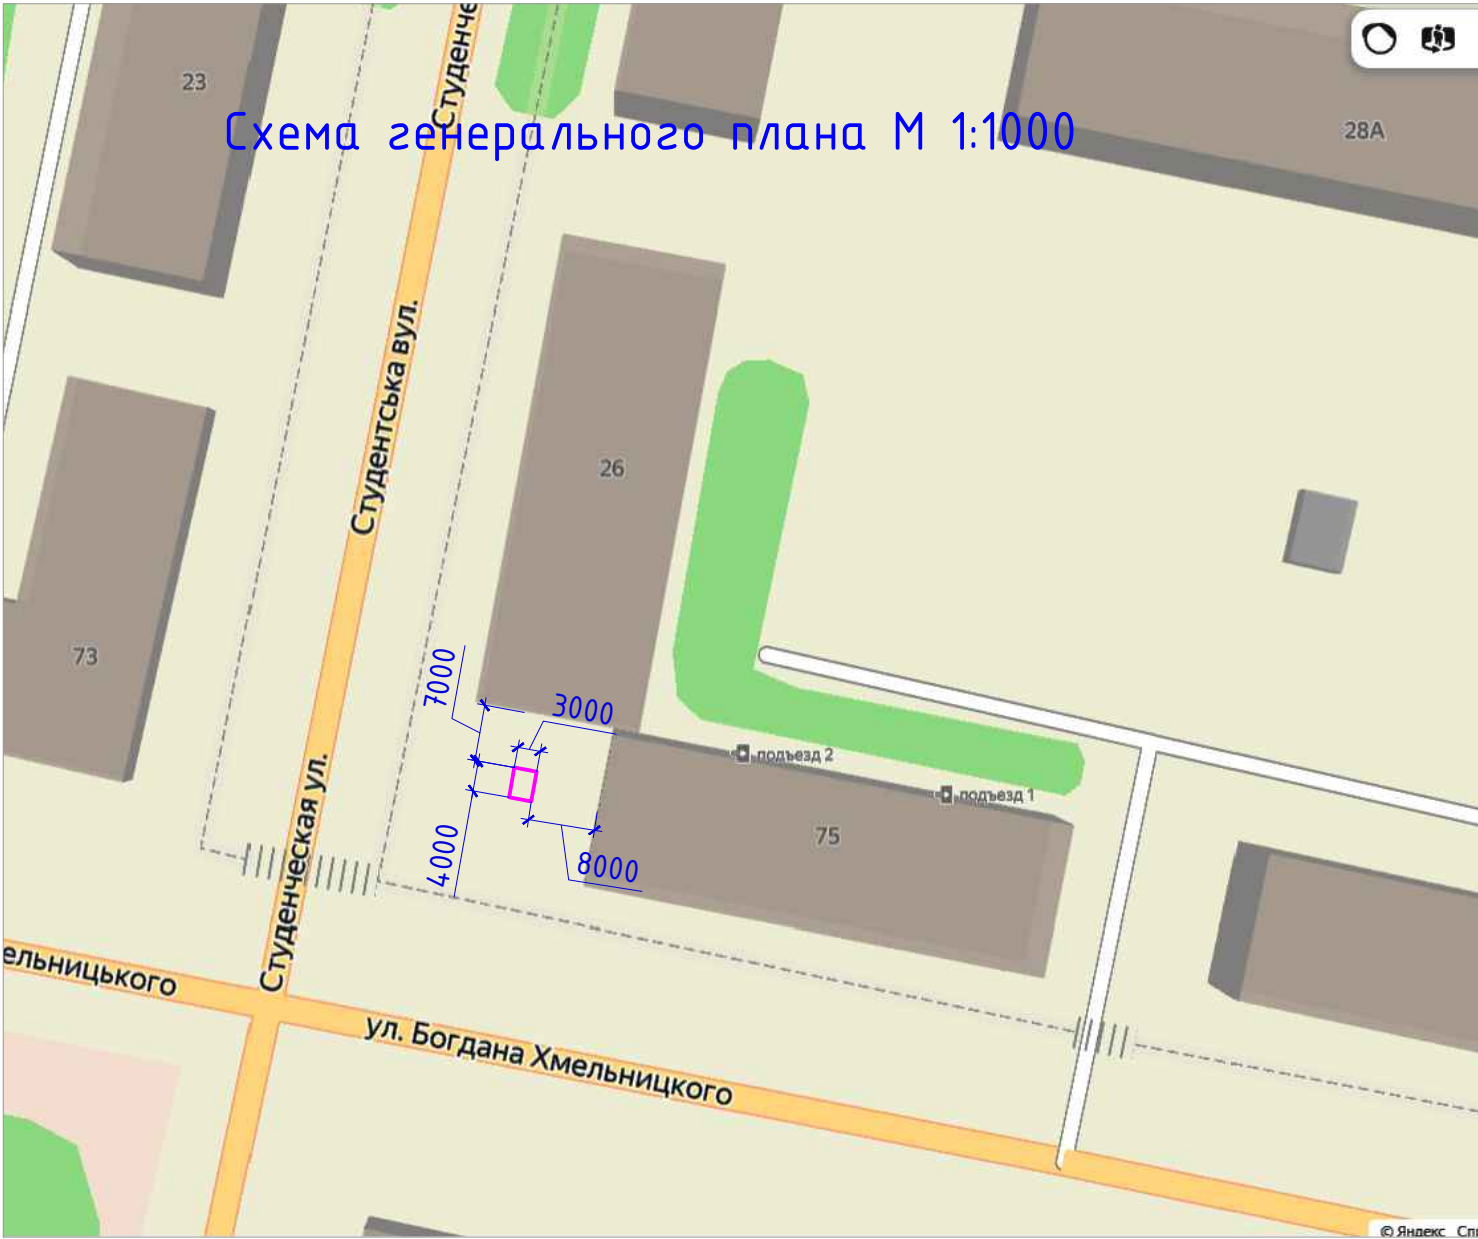 23
Студенче
Схема генерального плана М 1:1000
28А
Студентська вул.
26
73
7000
3000
подъезд 2
подъезд 1
75
4000
8000
Студенческая ул.
ельницького
ул. Богдана Хмельницкого
© Яндекс Сп